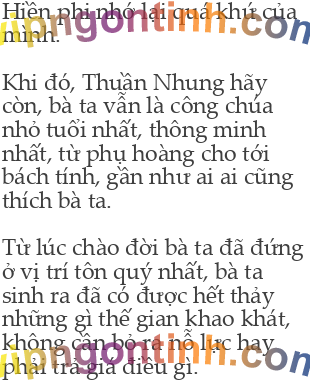 Hiền phi nhớ lại quá khứ của
mình.
Khi đó, Thuần Nhung hãy
còn, bà ta vẫn là công chúa
nhỏ tuổi nhất, thông minh
nhất, từ phụ hoàng cho tới
bách tính, gần như ai ai cũng
thích bà ta.
Từ lúc chào đời bà ta đã đứng
ở vị trí tôn quý nhất, bà ta
sinh ra đã có được hết thảy
những gì thế gian khao khát,
không cần bỏ ra nỗ lực hay
phải trả giá điều gì.
vipngontinh.com
vipngontinh.com